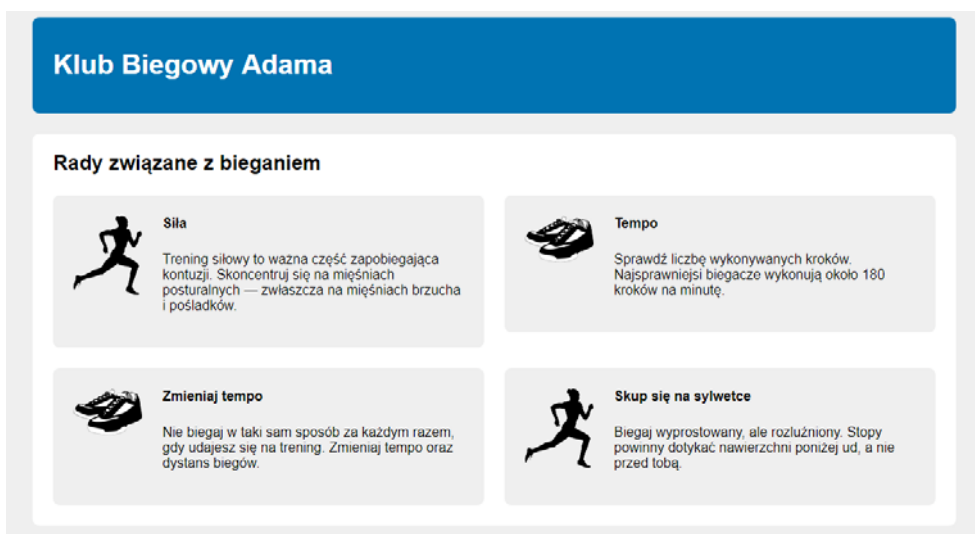 Klub Biegowy Adama
Rady związane z bieganiem
Siła
Trening siłowy to ważna część zapobiegająca
kontuzji. Skoncentruj się na mięśniach
posturalnych — zwłaszcza na mięśniach brzucha
i pośladków.
Tempo
Sprawdź liczbę wykonywanych kroków.
Najsprawniejsi biegacze wykonują około 180
kroków na minutę.
Zmieniaj tempo
Nie biegaj w taki sam sposób za każdym razem,
gdy udajesz się na trening. Zmieniaj tempo oraz
dystans biegów.
Skup się na sylwetce
Biegaj wyprostowany, ale rozluźniony. Stopy
powinny dotykać nawierzchni poniżej ud, a nie
przed tobą.